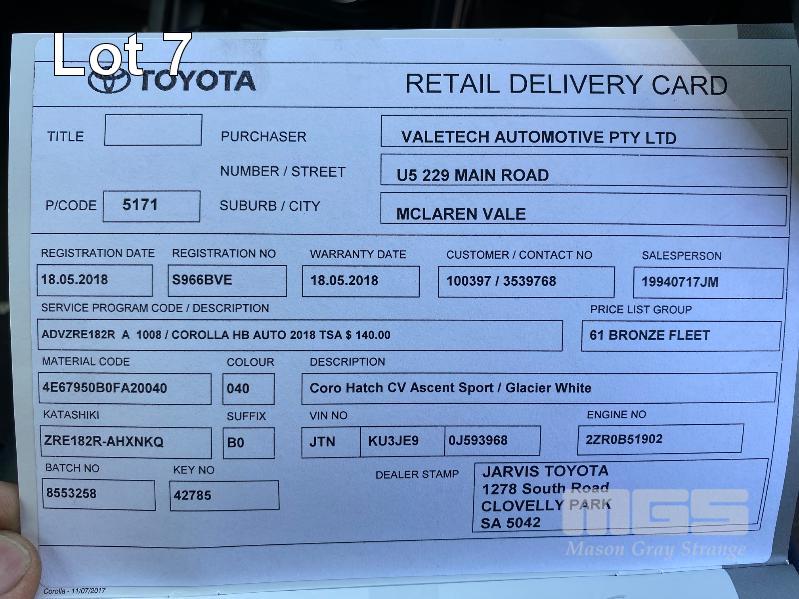 Lot 7
TOYOTA
RETAIL DELIVERY CARD
TITLE
PURCHASER
VALETECH AUTOMOTIVE PTY LTD
NUMBER / STREET
U5 229 MAIN ROAD
P/CODE
5171
SUBURB / CITY
MCLAREN VALE
REGISTRATION DATE
REGISTRATION NO
WARRANTY DATE
CUSTOMER / CONTACT NO
SALESPERSON
18.05.2018
S966BVE
18.05.2018
100397 / 3539768
19940717JM
SERVICE PROGRAM CODE / DESCRIPTION
PRICE LIST GROUP
ADVZRE182R A 1008 / COROLLA HB AUTO 2018 TSA $ 140.00
61 BRONZE FLEET
MATERIAL CODE
COLOUR
DESCRIPTION
4E67950B0FA20040
040
Coro Hatch CV Ascent Sport / Glacier White
KATASHIKI
SUFFIX
VIN NO
ENGINE NO
ZRE182R-AHXNKQ
B0
JTN
KU3JE9
0J593968
2ZR0B51902
BATCH NO
KEY NO
DEALER STAMP
8553258
42785
JARVIS TOYOTA
1278 South Road
CLOVELLY PARK
SA 5042
MGS
Mason Gray Strange
Corolla - 11/07/2017